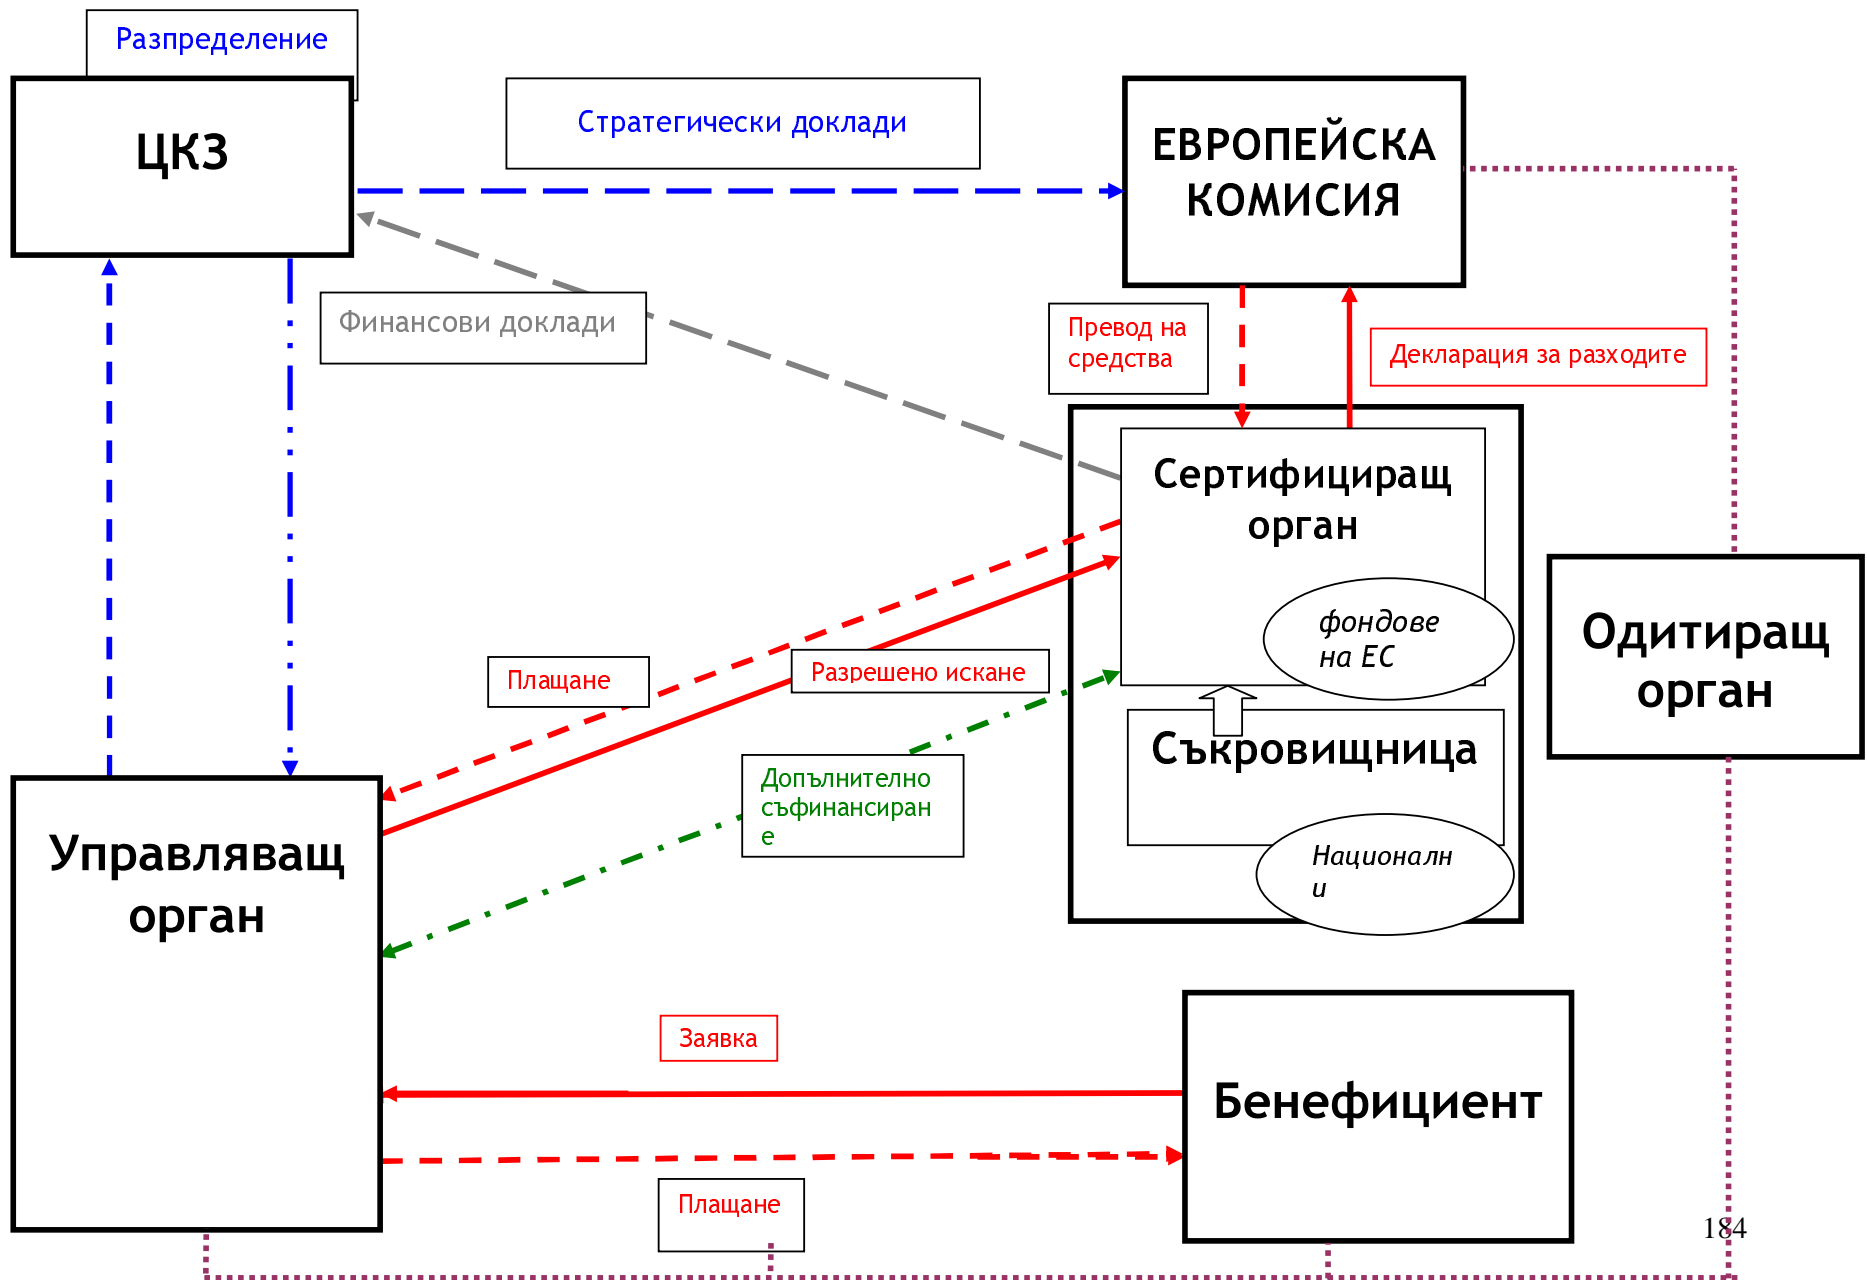 Разпределение
ЦКЗ
Стратегически доклади
ЕВРОПЕЙСКА
КОМИСИЯ
Финансови доклади
Превод на
средства
Декларация за разходите
Сертифициращ
орган
фондове
на ЕС
Одитиращ
орган
Плащане
Разрешено искане
Съкровищница
Допълнително
съфинансиран
е
Националн
и
Управляващ
орган
Заявка
Бенефициент
Плащане
184